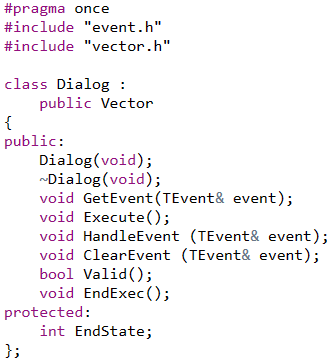 #pragma once
#include "event.h"
#include "vector.h"

class Dialog :
    public Vector
{
public:
    Dialog(void);
    ~Dialog(void);
    void GetEvent(TEvent& event);
    void Execute();
    void HandleEvent (TEvent& event);
    void ClearEvent (TEvent& event);
    bool Valid();
    void EndExec();
protected:
    int EndState;
};